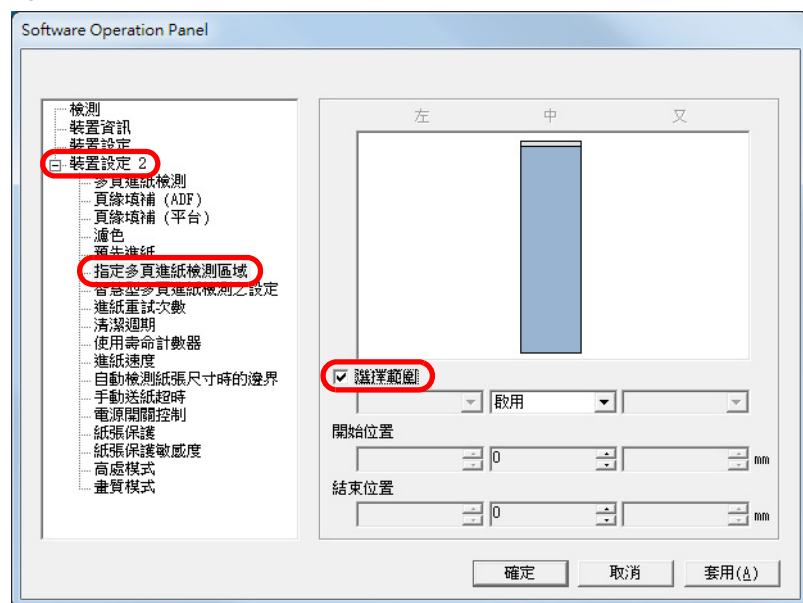 Software Operation Panel
檢測
裝置資訊
裝置設定
裝置設定 2
多頁進紙檢測
頁緣填補 (ADF)
頁緣填補 (平台)
濾色
預先進紙
指定多頁進紙檢測區域
智慧型多頁進紙檢測之設定
進紙重試次數
清潔週期
使用壽命計數器
進紙速度
自動檢測紙張尺寸時的邊界
手動送紙超時
電源開關控制
紙張保護
紙張保護敏感度
高處模式
畫質模式
左 中 又
選擇範圍
啟用
開始位置
0 mm
結束位置
0 mm
確定 取消 套用(A)